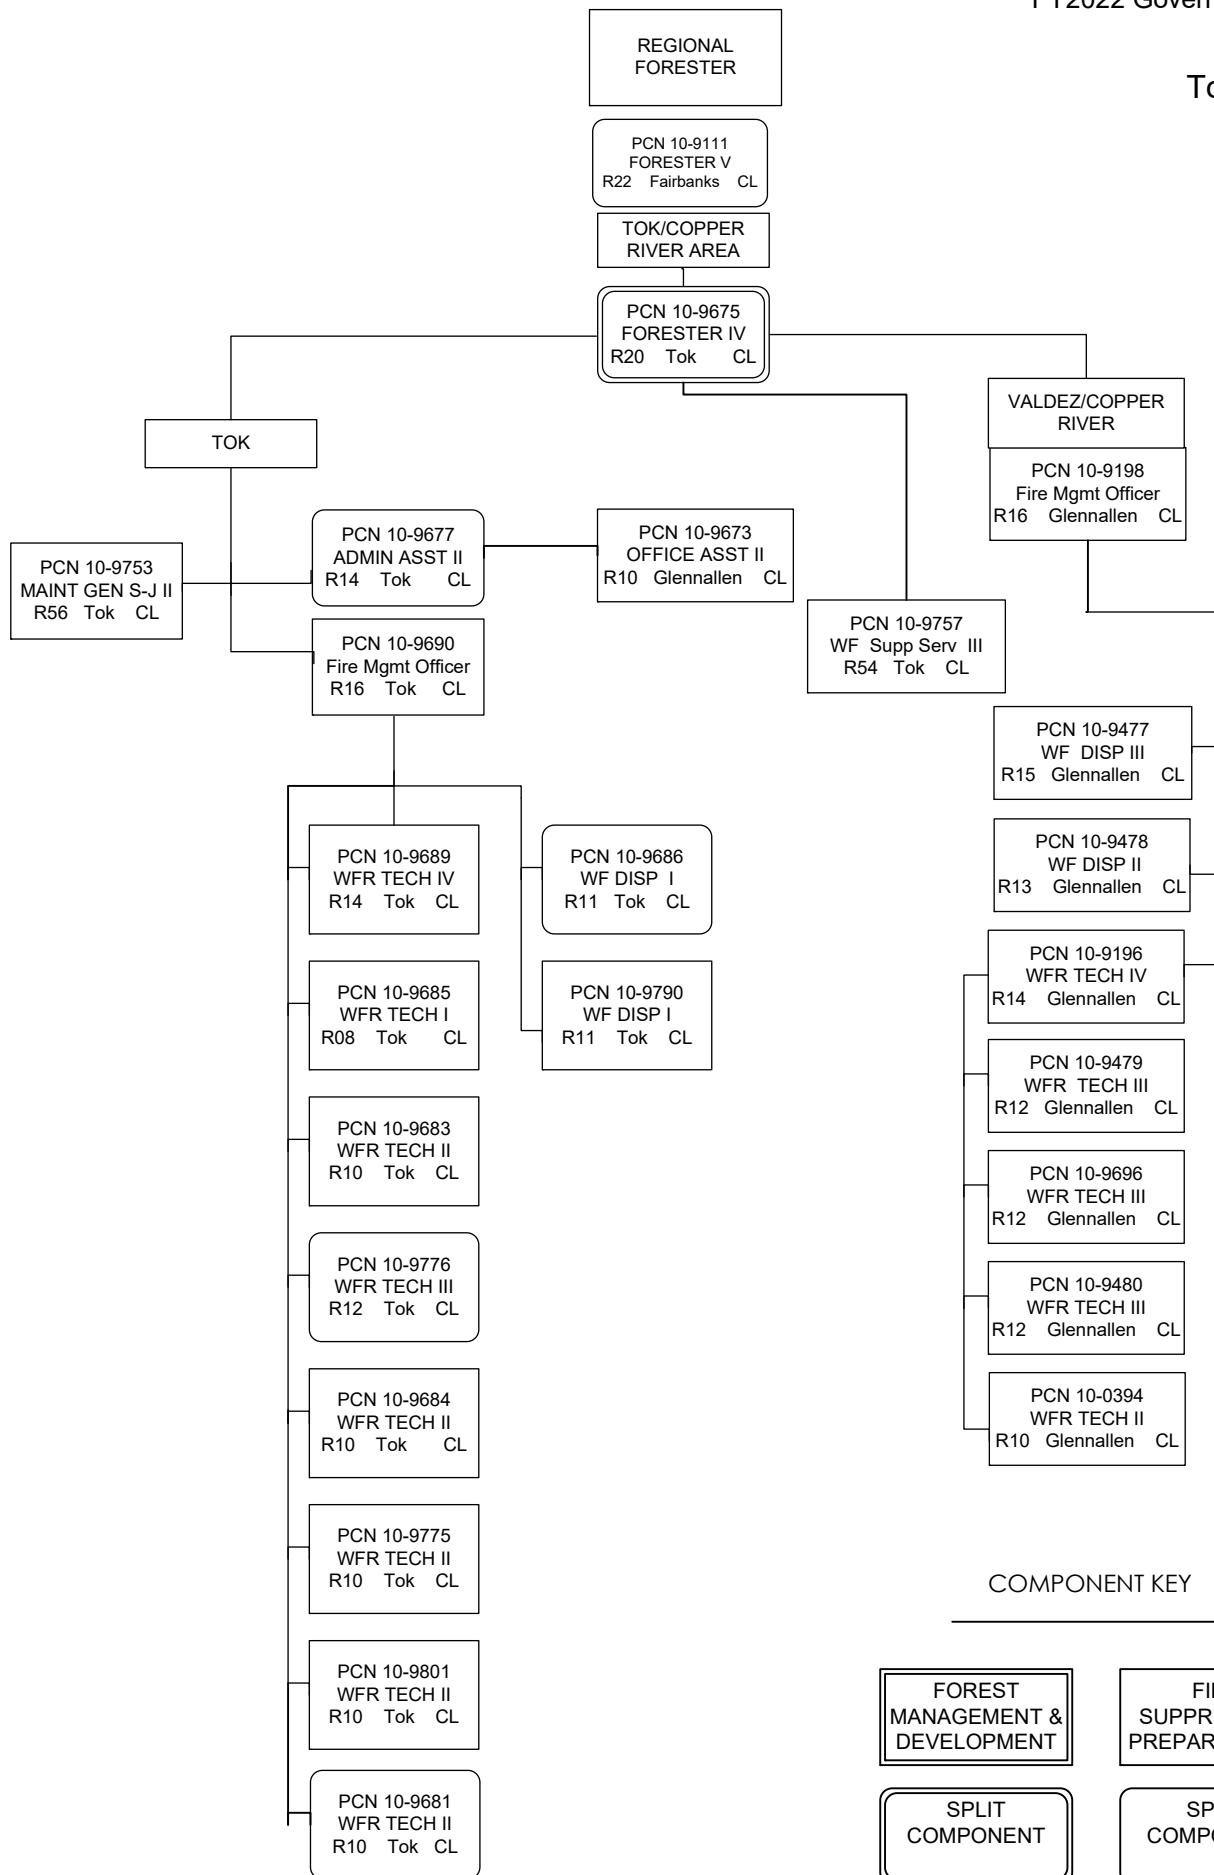 REGIONAL
FORESTER
PCN 10-9111
FORESTER V
R22 Fairbanks CL
TOK/COPPER
RIVER AREA
PCN 10-9675
FORESTER IV
R20 Tok CL
TOK
VALDEZ/COPPER
RIVER
PCN 10-9198
Fire Mgmt Officer
R16 Glennallen CL
PCN 10-9753
MAINT GEN S-J II
R56 Tok CL
PCN 10-9677
ADMIN ASST II
R14 Tok CL
PCN 10-9673
OFFICE ASST II
R10 Glennallen CL
PCN 10-9757
WF Supp Serv III
R54 Tok CL
PCN 10-9690
Fire Mgmt Officer
R16 Tok CL
PCN 10-9689
WFR TECH IV
R14 Tok CL
PCN 10-9685
WFR TECH I
R08 Tok CL
PCN 10-9683
WFR TECH II
R10 Tok CL
PCN 10-9776
WFR TECH III
R12 Tok CL
PCN 10-9684
WFR TECH II
R10 Tok CL
PCN 10-9775
WFR TECH II
R10 Tok CL
PCN 10-9801
WFR TECH II
R10 Tok CL
PCN 10-9681
WFR TECH II
R10 Tok CL
PCN 10-9686
WF DISP I
R11 Tok CL
PCN 10-9790
WF DISP I
R11 Tok CL
PCN 10-9477
WF DISP III
R15 Glennallen CL
PCN 10-9478
WF DISP II
R13 Glennallen CL
PCN 10-9196
WFR TECH IV
R14 Glennallen CL
PCN 10-9479
WFR TECH III
R12 Glennallen CL
PCN 10-9696
WFR TECH III
R12 Glennallen CL
PCN 10-9480
WFR TECH III
R12 Glennallen CL
PCN 10-0394
WFR TECH II
R10 Glennallen CL
COMPONENT KEY
FOREST
MANAGEMENT &
DEVELOPMENT
SPLIT
COMPONENT